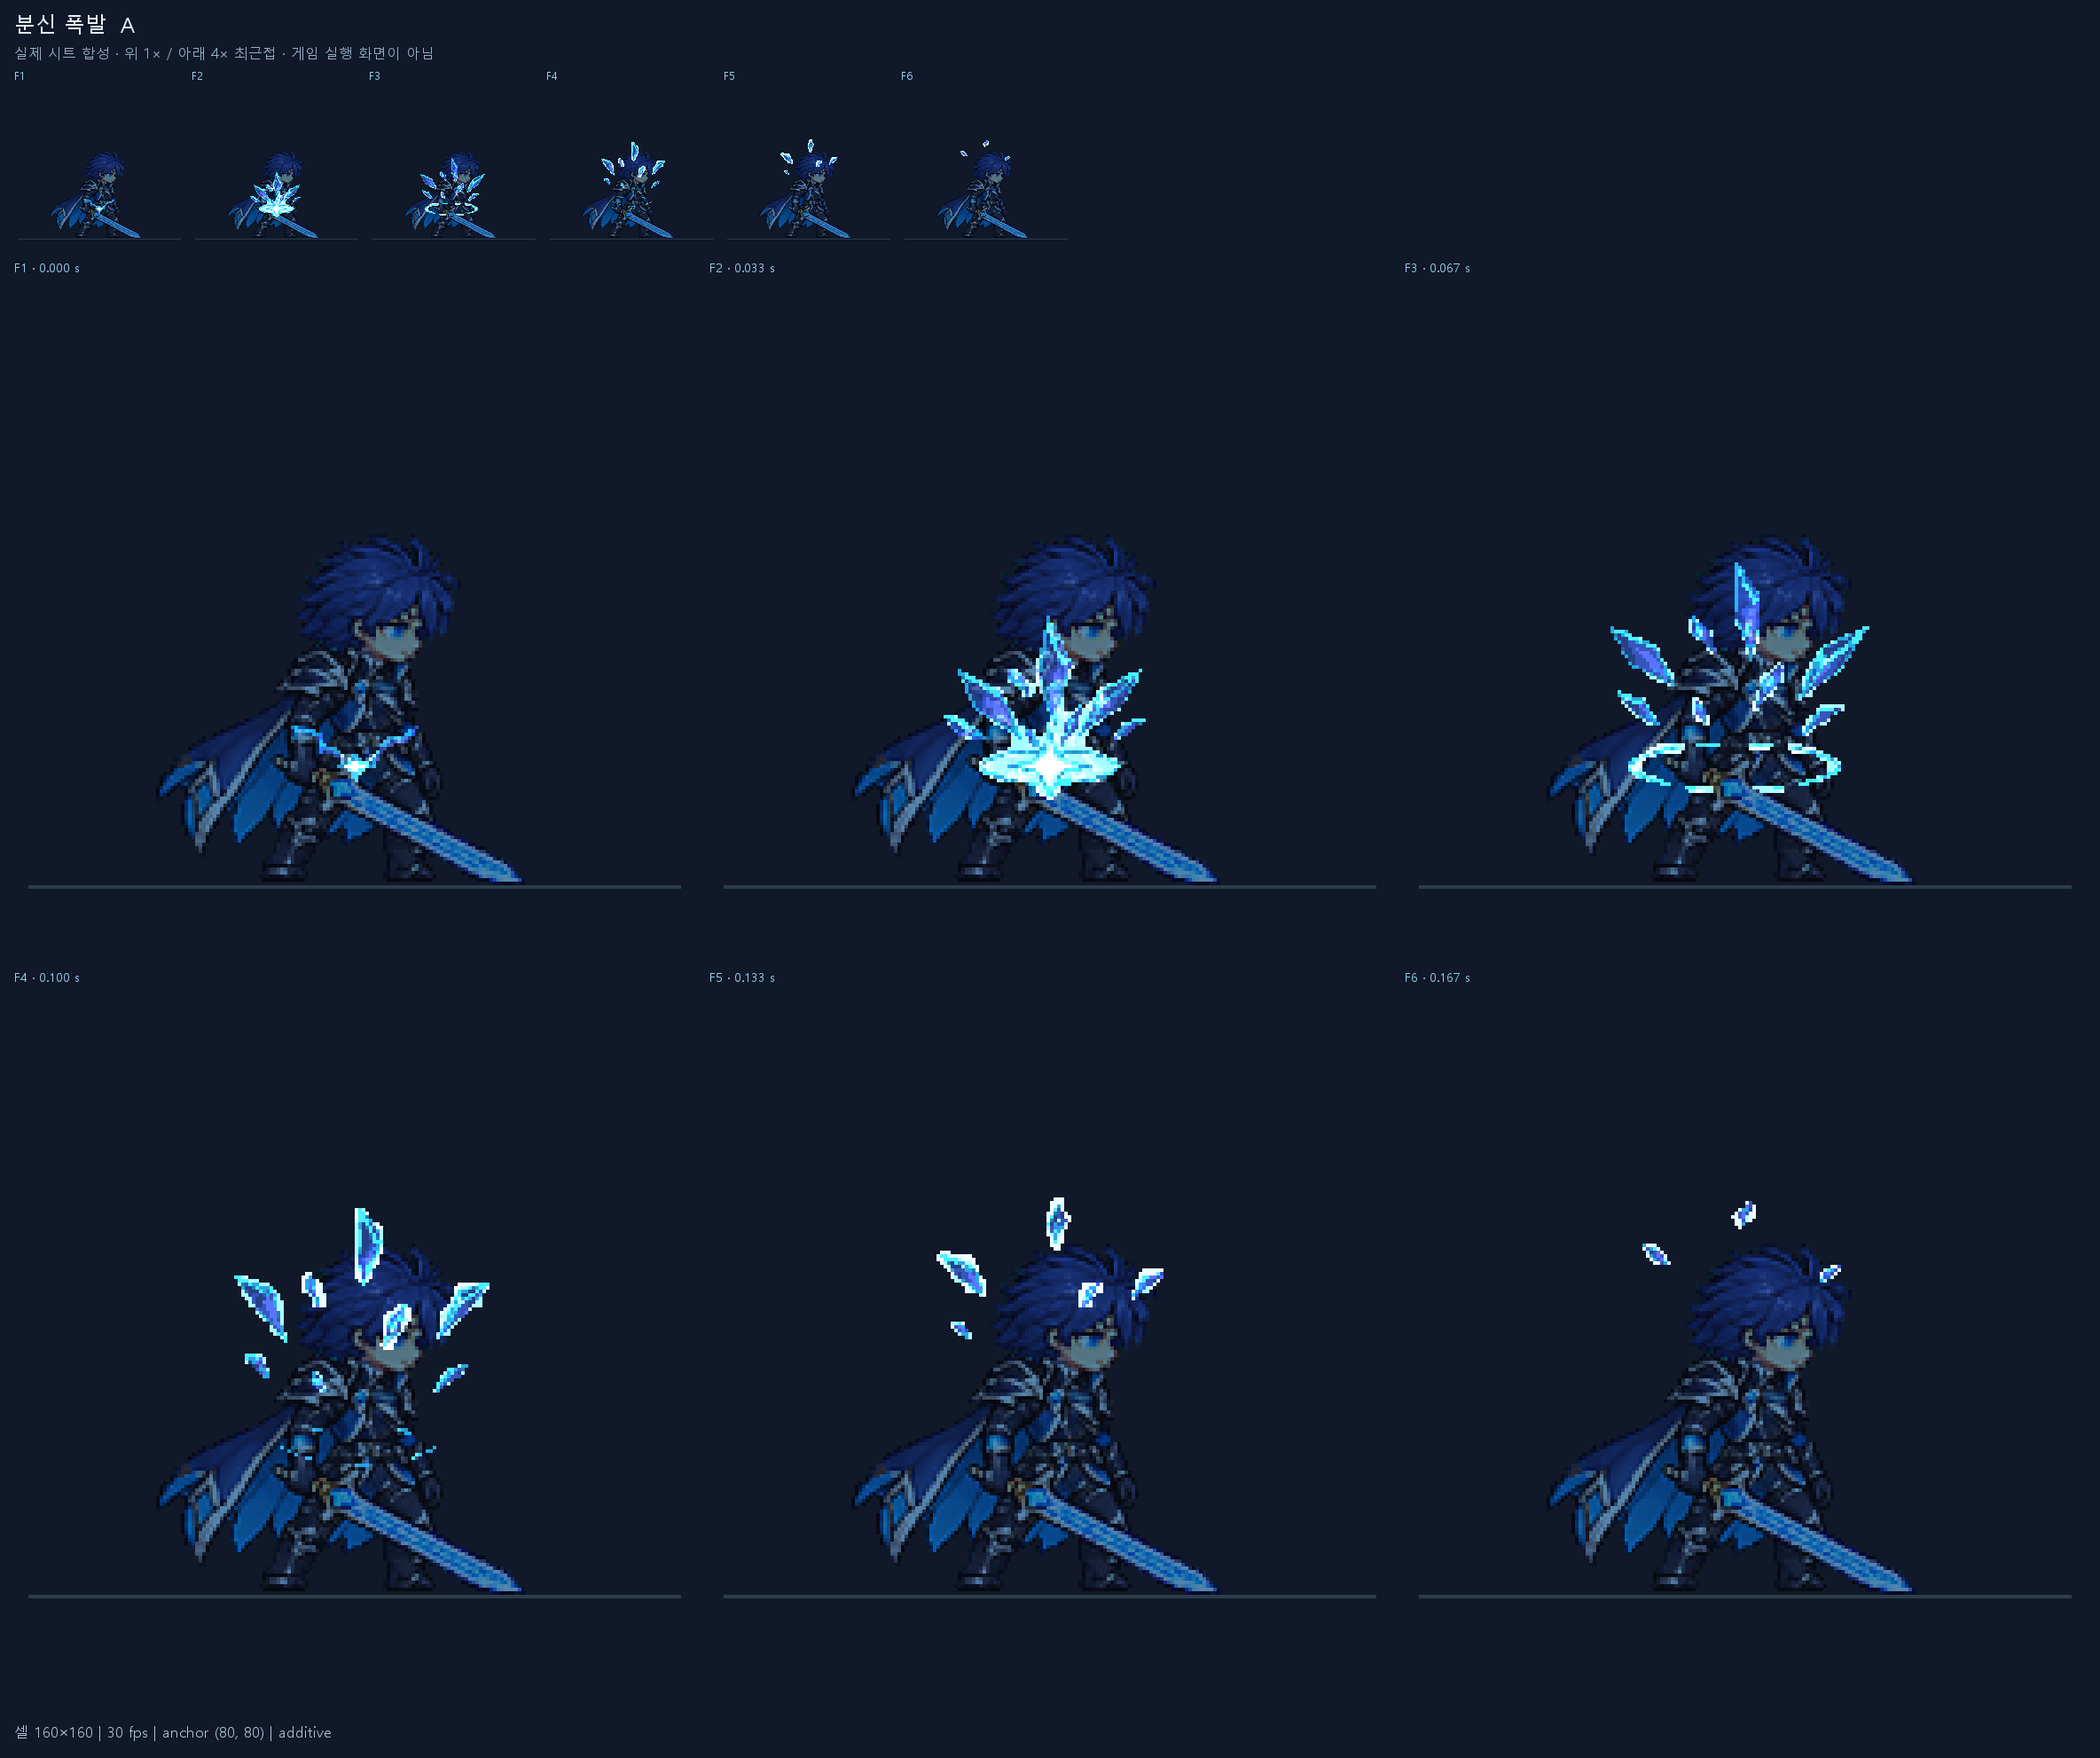 분신 폭발 A
실제 시트 합성 · 위 1× / 아래 4× 최근접 · 게임 실행 화면이 아님
F1 F2 F3 F4 F5 F6
F1 · 0.000 s F2 · 0.033 s F3 · 0.067 s
F4 · 0.100 s F5 · 0.133 s F6 · 0.167 s
셀 160×160 | 30 fps | anchor (80, 80) | additive